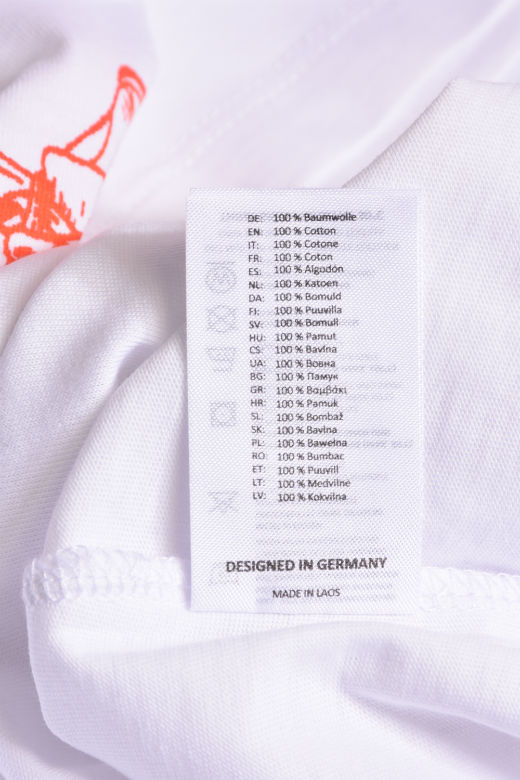 DE: 100 % Baumwolle
EN: 100 % Cotton
IT: 100 % Cotone
FR: 100 % Coton
ES: 100 % Algodón
NL: 100 % Katoen
DA: 100 % Bomuld
FI: 100 % Puuvilla
SV: 100 % Bomull
HU: 100 % Pamut
CS: 100 % Bavlna
UA: 100 % Вовна
BG: 100 % Памук
GR: 100 % Βαμβάκι
HR: 100 % Pamuk
SL: 100 % Bombaž
SK: 100 % Bavlna
PL: 100 % Bawełna
RO: 100 % Bumbac
ET: 100 % Puuvill
LT: 100 % Medvilne
LV: 100 % Kokvilna
DESIGNED IN GERMANY
MADE IN LAOS